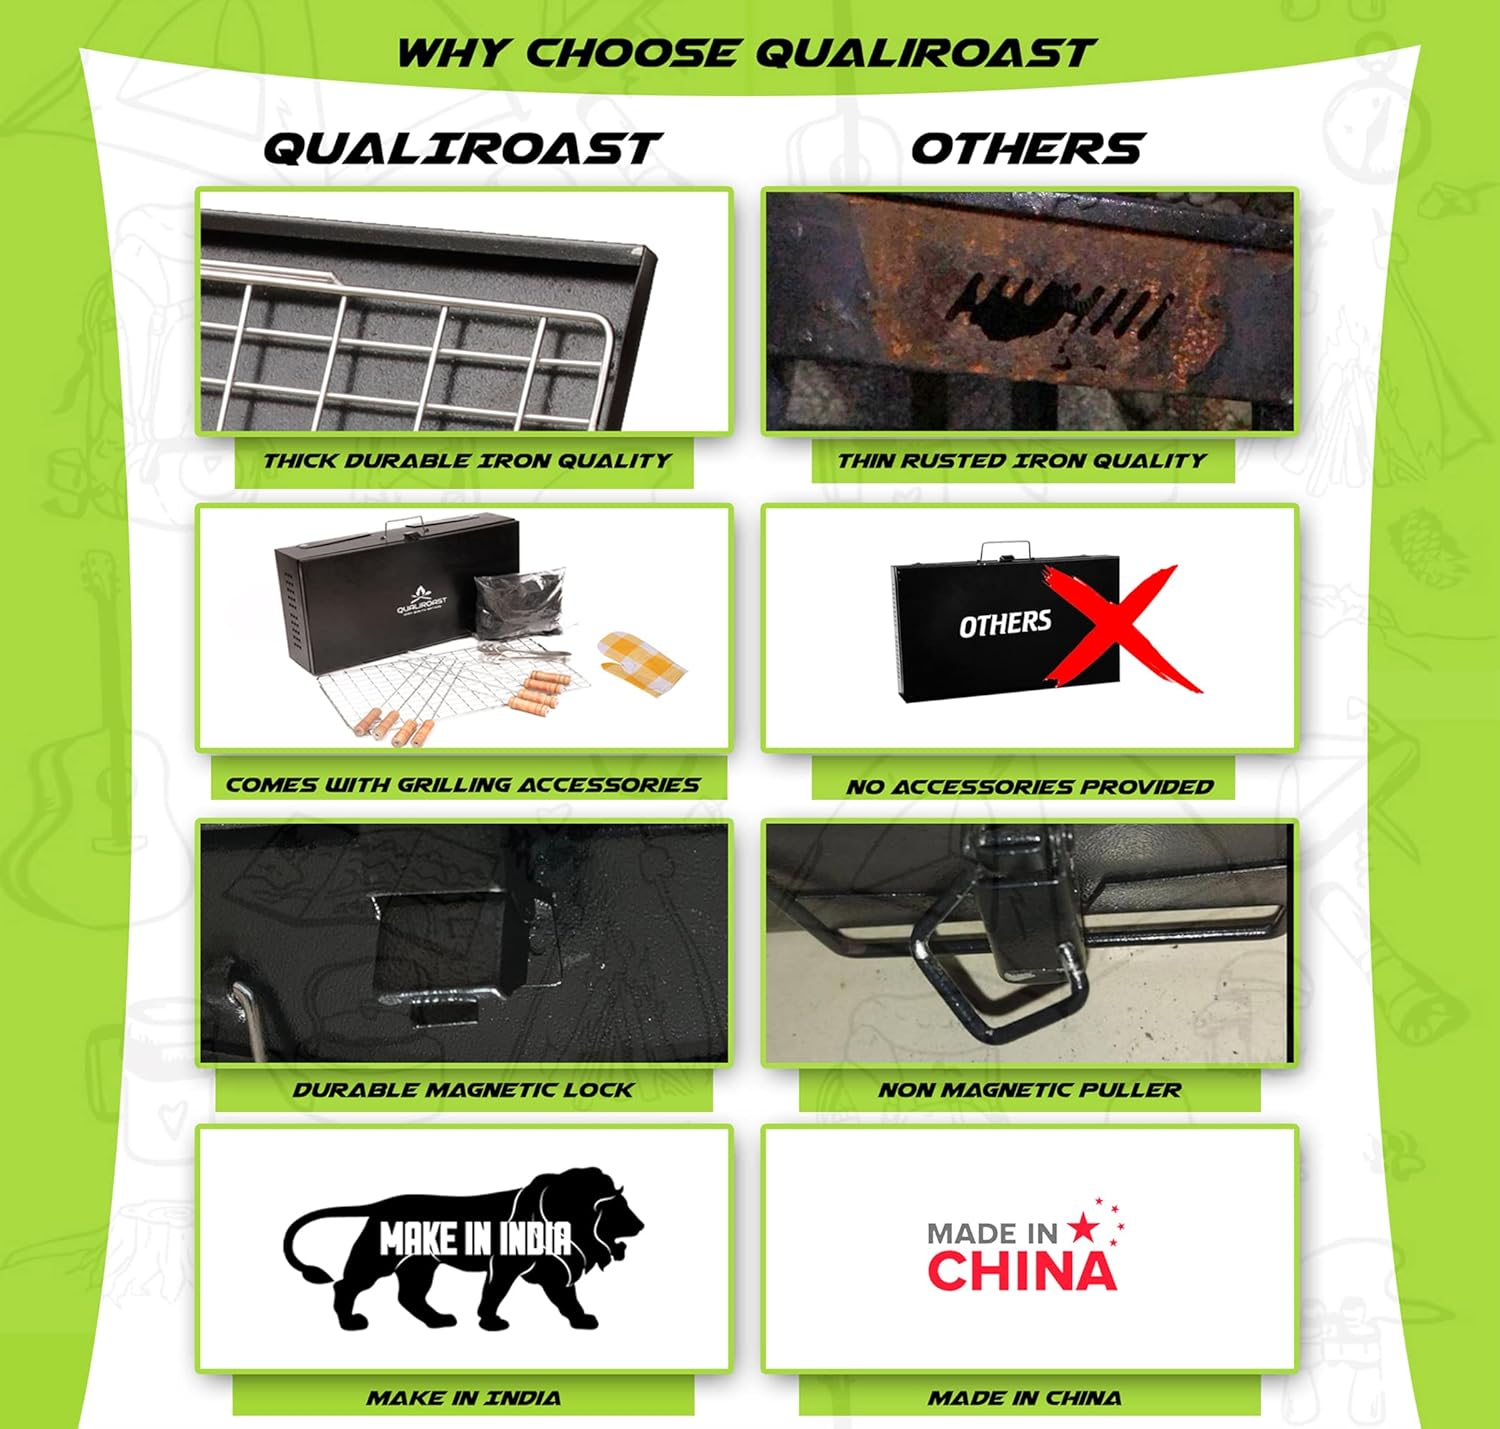 WHY CHOOSE QUALIROAST
QUALIROAST
OTHERS
THICK DURABLE IRON QUALITY
THIN RUSTED IRON QUALITY
QUALIROAST
OTHERS
COMES WITH GRILLING ACCESSORIES
NO ACCESSORIES PROVIDED
DURABLE MAGNETIC LOCK
NON MAGNETIC PULLER
MAKE IN INDIA
MADE IN
CHINA
MAKE IN INDIA
MADE IN CHINA